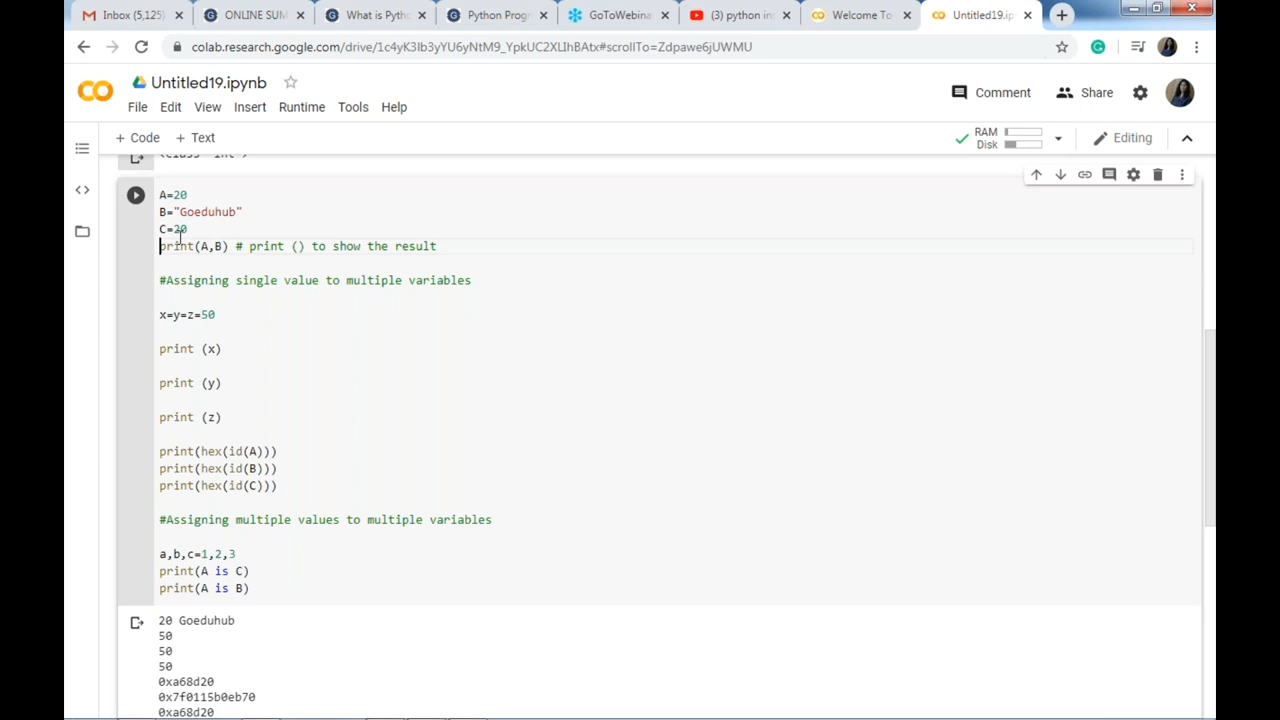 Inbox (5,125)
ONLINE SUM
What is Pyth
Python Prog
GoToWebina
(3) python in
Welcome To
Untitled19.ip
colab.research.google.com/drive/1c4yK3Ib3yYU6yNtM9_YpkUC2XLIhBAtx#scrollTo=Zdpawe6jUWMU
Untitled19.ipynb
Comment
Share
File Edit View Insert Runtime Tools Help
+ Code + Text
RAM
Disk
Editing
<class 'int'>
A=20
B="Goeduhub"
C=20
print(A,B) # print () to show the result
#Assigning single value to multiple variables
x=y=z=50
print (x)
print (y)
print (z)
print(hex(id(A)))
print(hex(id(B)))
print(hex(id(C)))
#Assigning multiple values to multiple variables
a,b,c=1,2,3
print(A is C)
print(A is B)
20 Goeduhub
50
50
50
0xa68d20
0x7f0115b0eb70
0xa68d20